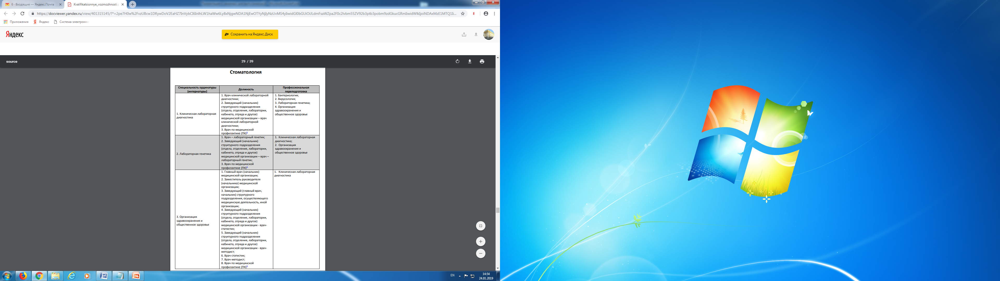 6 - Входящие — Яндекс.Почта
Kvalifikatsionnye_vozmozhnosti.
Приложения
Яндекс
Система электронно
Яндекс
Сохранить на Яндекс.Диск
source
29 / 39
Стоматология
Специальность ординатуры (интернатуры)
Должность
Профессиональная переподготовка
1. Клиническая лабораторная
диагностика
1. Врач клинической лабораторной
диагностики;
2. Заведующий (начальник)
структурного подразделения
(отдела, отделения, лаборатории,
кабинета, отряда и другое)
медицинской организации – врач
клинической лабораторной
диагностики;
3. Врач по медицинской
профилактике (ПК)1
1. Бактериология;
2. Вирусология;
3. Лабораторная генетика;
4. Организация
здравоохранения и
общественное здоровье
2. Лабораторная генетика
1. Врач – лабораторный генетик;
2. Заведующий (начальник)
структурного подразделения
(отдела, отделения, лаборатории,
кабинета, отряда и другое)
медицинской организации – врач –
лабораторный генетик;
3. Врач по медицинской
профилактике (ПК)1
1. Клиническая лабораторная
диагностика;
2. Организация
здравоохранения и
общественное здоровье
3. Организация
здравоохранения и
общественное здоровье
1. Главный врач (начальник)
медицинской организации;
2. Заместитель руководителя
(начальника) медицинской
организации;
3. Заведующий (главный врач,
начальник) структурного
подразделения, осуществляющего
медицинскую деятельность, иной
организации;
4. Заведующий (начальник)
структурного подразделения
(отдела, отделения, лаборатории,
кабинета, отряда и другое)
медицинской организации - врач-
статистик;
5. Заведующий (начальник)
структурного подразделения
(отдела, отделения, лаборатории,
кабинета, отряда и другое)
медицинской организации - врач-
методист;
6. Врач-статистик;
7. Врач-методист;
8. Врач по медицинской
профилактике (ПК)1
1. Клиническая лабораторная
диагностика
EN
14:54
24.01.2019